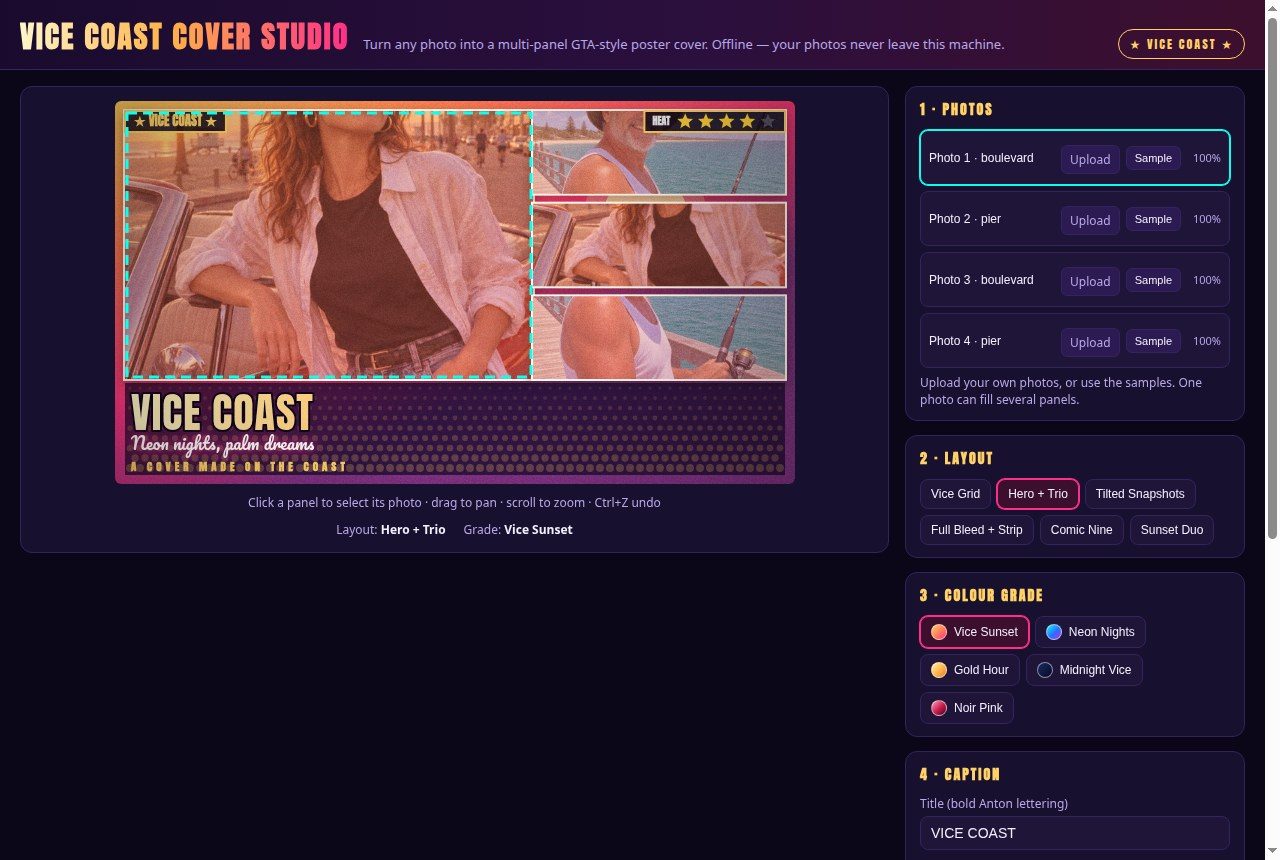 VICE COAST COVER STUDIO
Turn any photo into a multi-panel GTA-style poster cover. Offline — your photos never leave this machine.
★ VICE COAST ★
★ VICE COAST ★
HEAT
VICE COAST
Neon nights, palm dreams
A COVER MADE ON THE COAST
Click a panel to select its photo · drag to pan · scroll to zoom · Ctrl+Z undo
Layout: Hero + Trio Grade: Vice Sunset
1 · PHOTOS
Photo 1 · boulevard Upload Sample 100%
Photo 2 · pier Upload Sample 100%
Photo 3 · boulevard Upload Sample 100%
Photo 4 · pier Upload Sample 100%
Upload your own photos, or use the samples. One
photo can fill several panels.
2 · LAYOUT
Vice Grid Hero + Trio Tilted Snapshots
Full Bleed + Strip Comic Nine Sunset Duo
3 · COLOUR GRADE
Vice Sunset Neon Nights
Gold Hour Midnight Vice
Noir Pink
4 · CAPTION
Title (bold Anton lettering)
VICE COAST